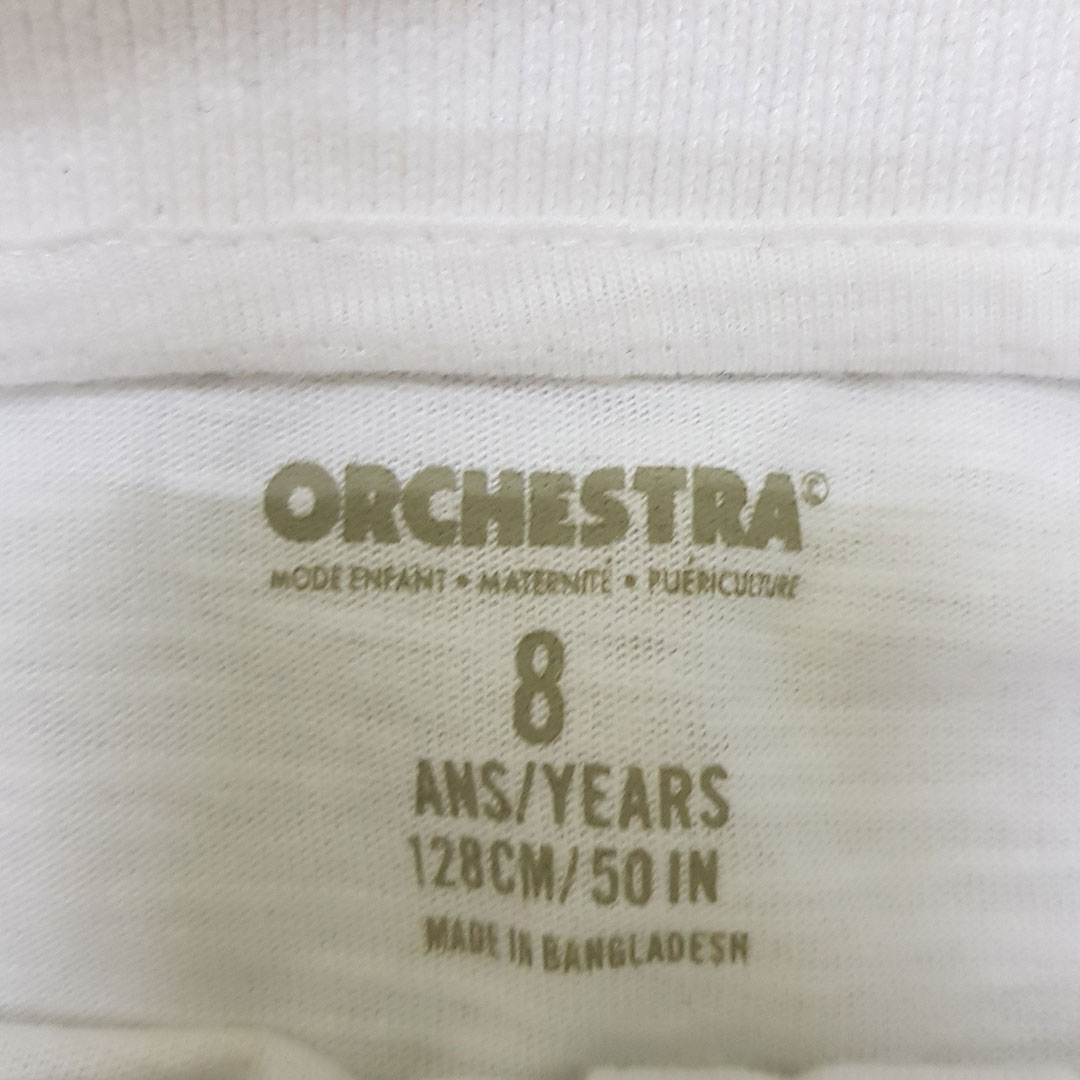 ORCHESTRA©
MODE ENFANT • MATERNITÉ • PUÉRICULTURE
8
ANS/YEARS
128CM/50 IN
MADE IN BANGLADESH